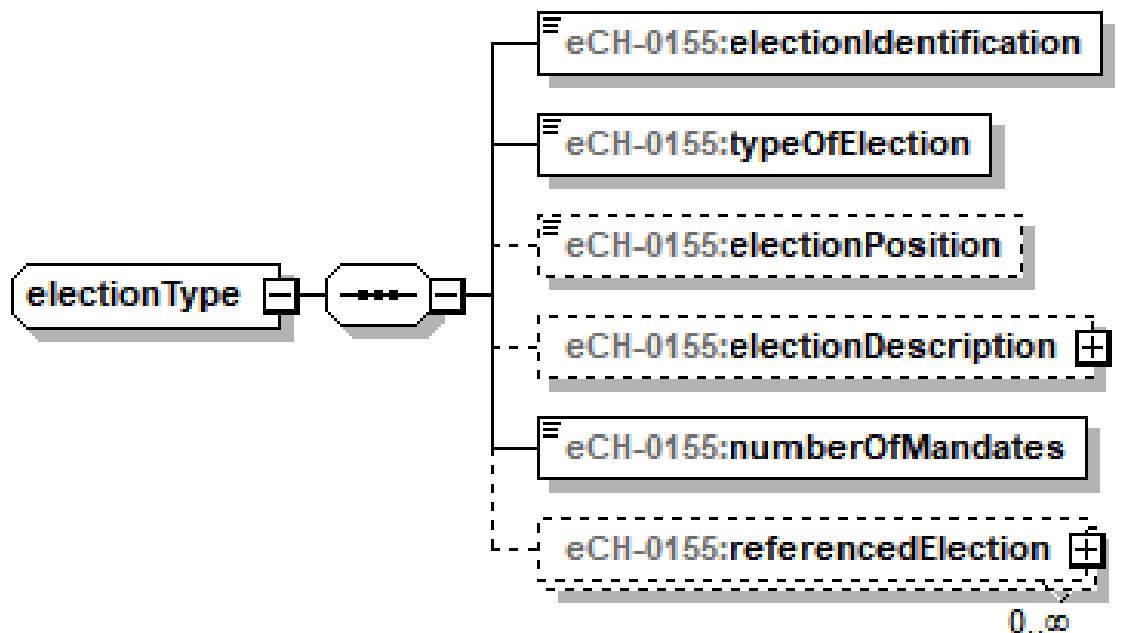 eCH-0155:electionIdentification
eCH-0155:typeOfElection
eCH-0155:electionPosition
electionType
eCH-0155:electionDescription
eCH-0155:numberOfMandates
eCH-0155:referencedElection
0..∞